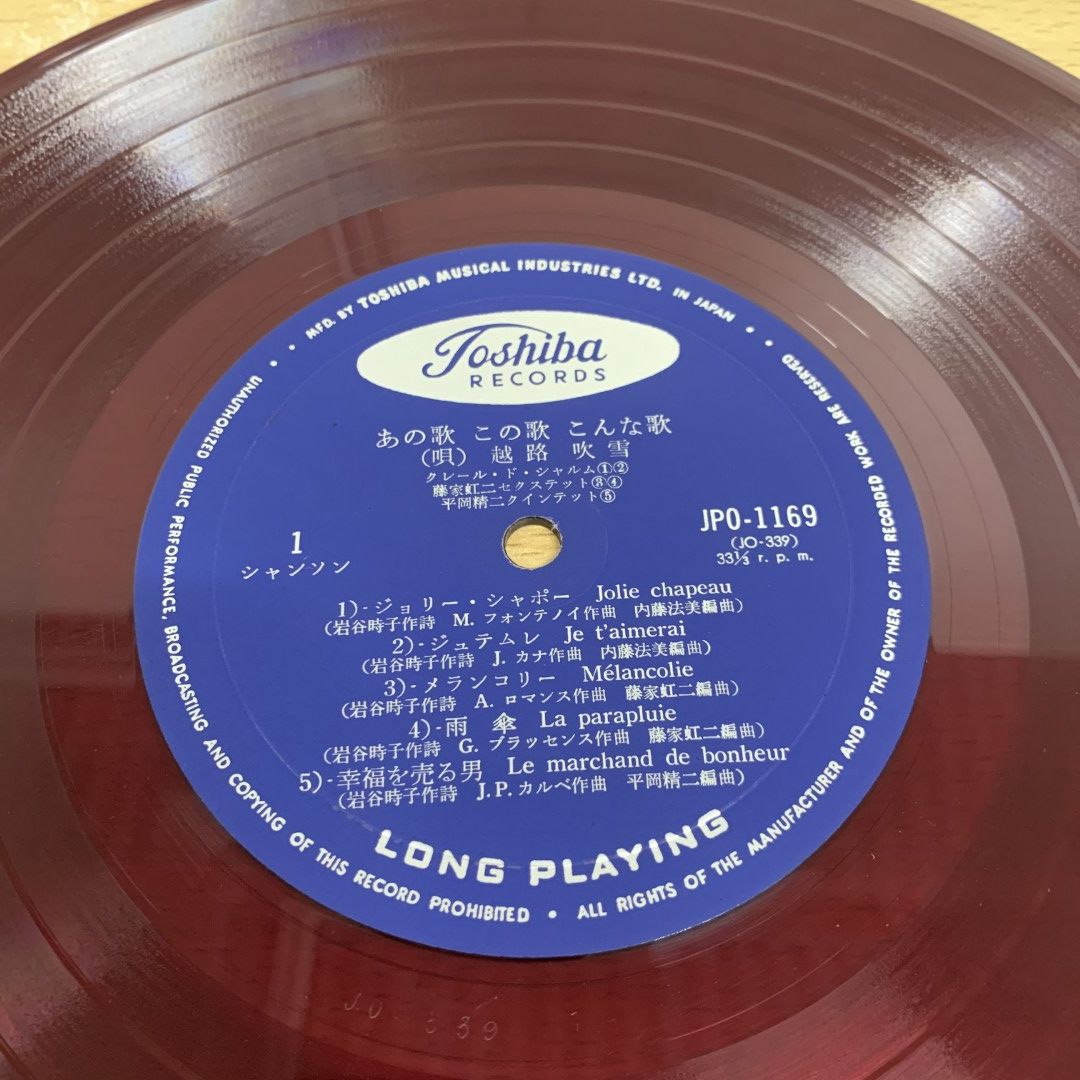 MFD. BY TOSHIBA MUSICAL INDUSTRIES LTD. IN JAPAN
Toshiba
RECORDS
あの歌 この歌 こんな歌
(唄) 越路 吹雪
クレール・ド・シャルム①②
藤家虹二セクステット③④
平岡精二クインテット⑤
JPO-1169
(JO-339)
33⅓ r. p. m.
1
シャンソン
1)-ジョリー・シャポー Jolie chapeau
(岩谷時子作詩 M. フォンテノイ作曲 内藤法美編曲)
2)-ジュテムレ Je t'aimerai
(岩谷時子作詩 J. カナ作曲 内藤法美編曲)
3)-メランコリー Mélancolie
(岩谷時子作詩 A. ロマンス作曲 藤家虹二編曲)
4)-雨 傘 La parapluie
(岩谷時子作詩 G. ブラッセンス作曲 藤家虹二編曲)
5)-幸福を売る男 Le marchand de bonheur
(岩谷時子作詩 J.P.カルベ作曲 平岡精二編曲)
LONG PLAYING
ALL RIGHTS OF THE MANUFACTURER AND OF THE OWNER OF THE RECORDED WORK ARE RESERVED
UNAUTHORIZED PUBLIC PERFORMANCE, BROADCASTING AND COPYING OF THIS RECORD PROHIBITED